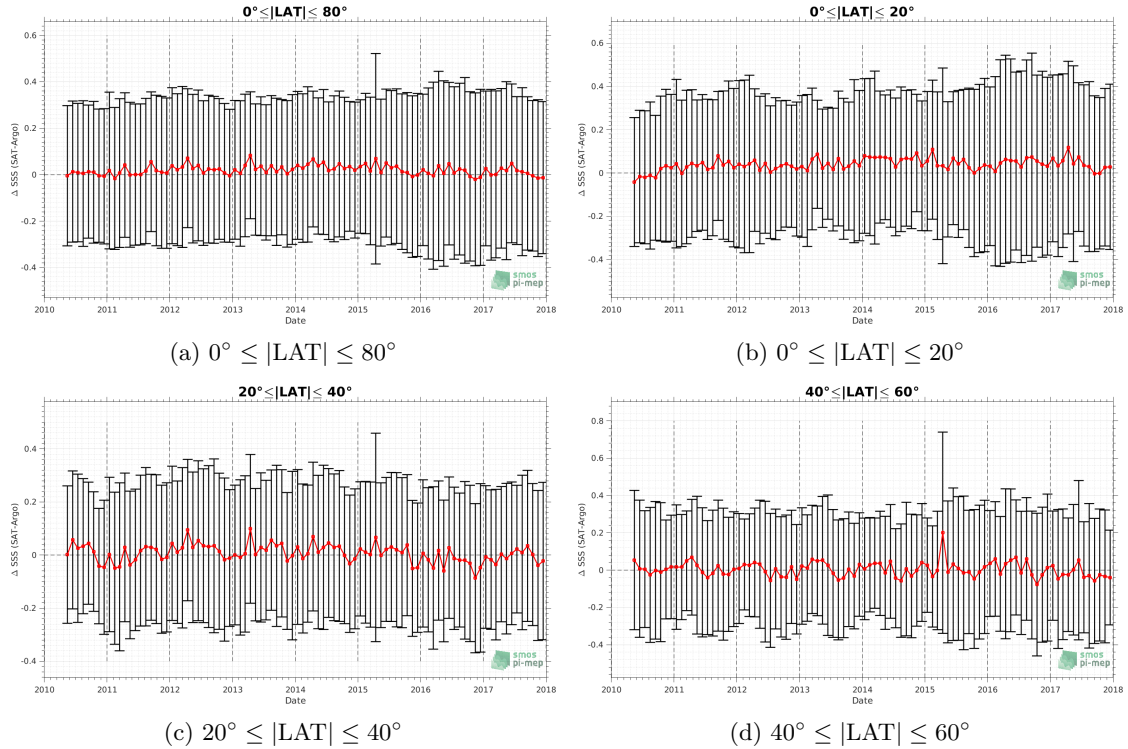 0°≤|LAT|≤ 80°
0.6
0.4
0.2
0
-0.2
-0.4
Δ SSS (SAT-Argo)
smos
pi-mep
2010 2011 2012 2013 2014 2015 2016 2017 2018
Date
(a) 0° ≤ |LAT| ≤ 80°
0°≤|LAT|≤ 20°
0.6
0.4
0.2
0
-0.2
-0.4
Δ SSS (SAT-Argo)
smos
pi-mep
2010 2011 2012 2013 2014 2015 2016 2017 2018
Date
(b) 0° ≤ |LAT| ≤ 20°
20°≤|LAT|≤ 40°
0.4
0.2
0
-0.2
-0.4
Δ SSS (SAT-Argo)
smos
pi-mep
2010 2011 2012 2013 2014 2015 2016 2017 2018
Date
(c) 20° ≤ |LAT| ≤ 40°
40°≤|LAT|≤ 60°
0.8
0.6
0.4
0.2
0
-0.2
-0.4
Δ SSS (SAT-Argo)
smos
pi-mep
2010 2011 2012 2013 2014 2015 2016 2017 2018
Date
(d) 40° ≤ |LAT| ≤ 60°